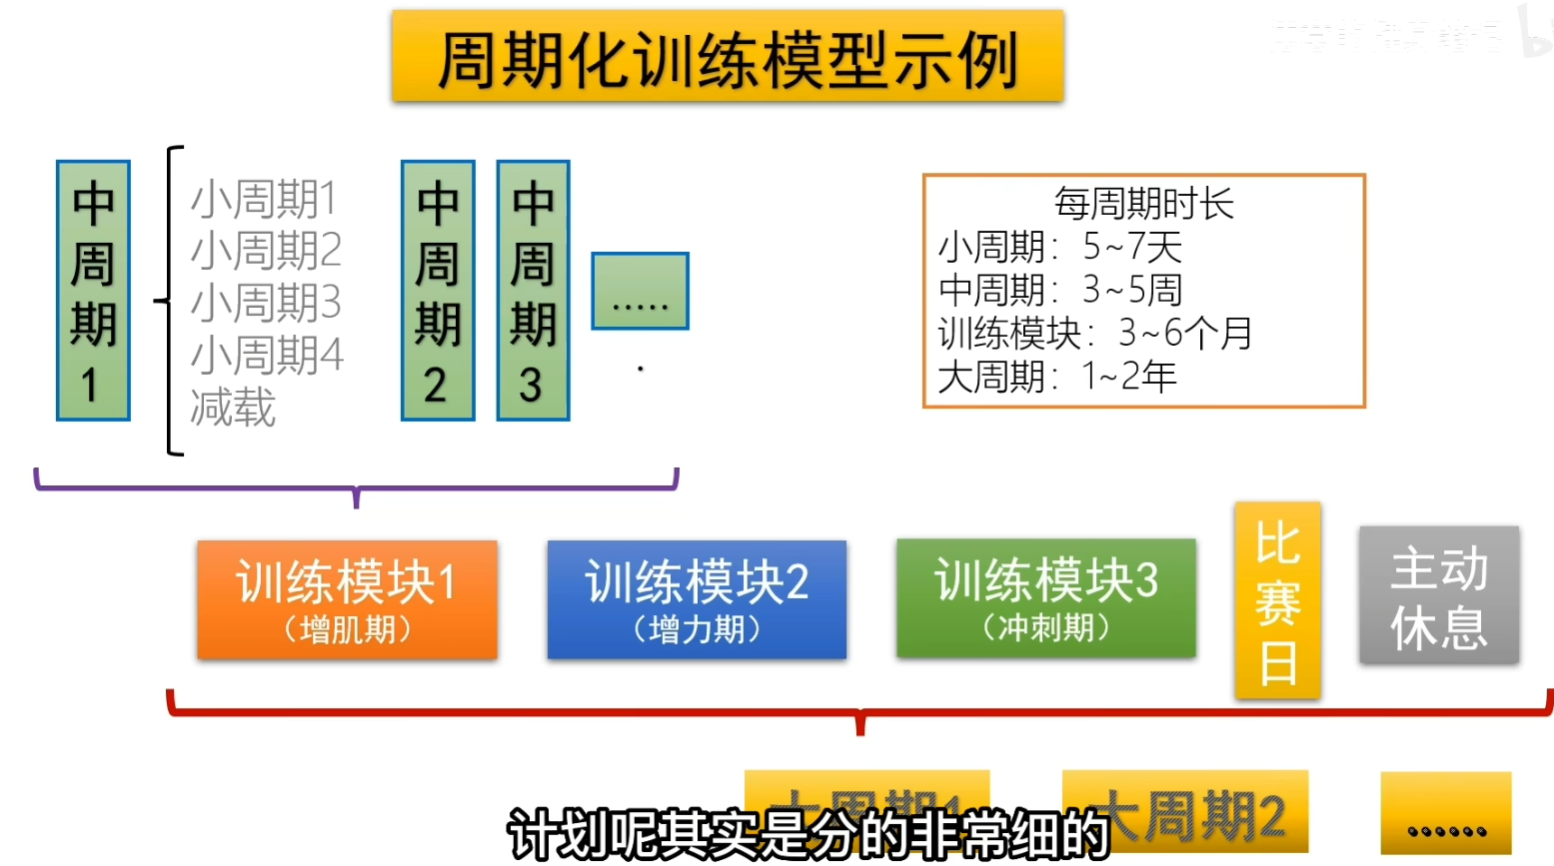 周期化训练模型示例
中周期1
小周期1
小周期2
小周期3
小周期4
减载
中周期2
中周期3
.....
.
每周期时长
小周期：5~7天
中周期：3~5周
训练模块：3~6个月
大周期：1~2年
训练模块1
（增肌期）
训练模块2
（增力期）
训练模块3
（冲刺期）
比赛日
主动
休息
大周期1
大周期2
......
计划呢其实是分的非常细的